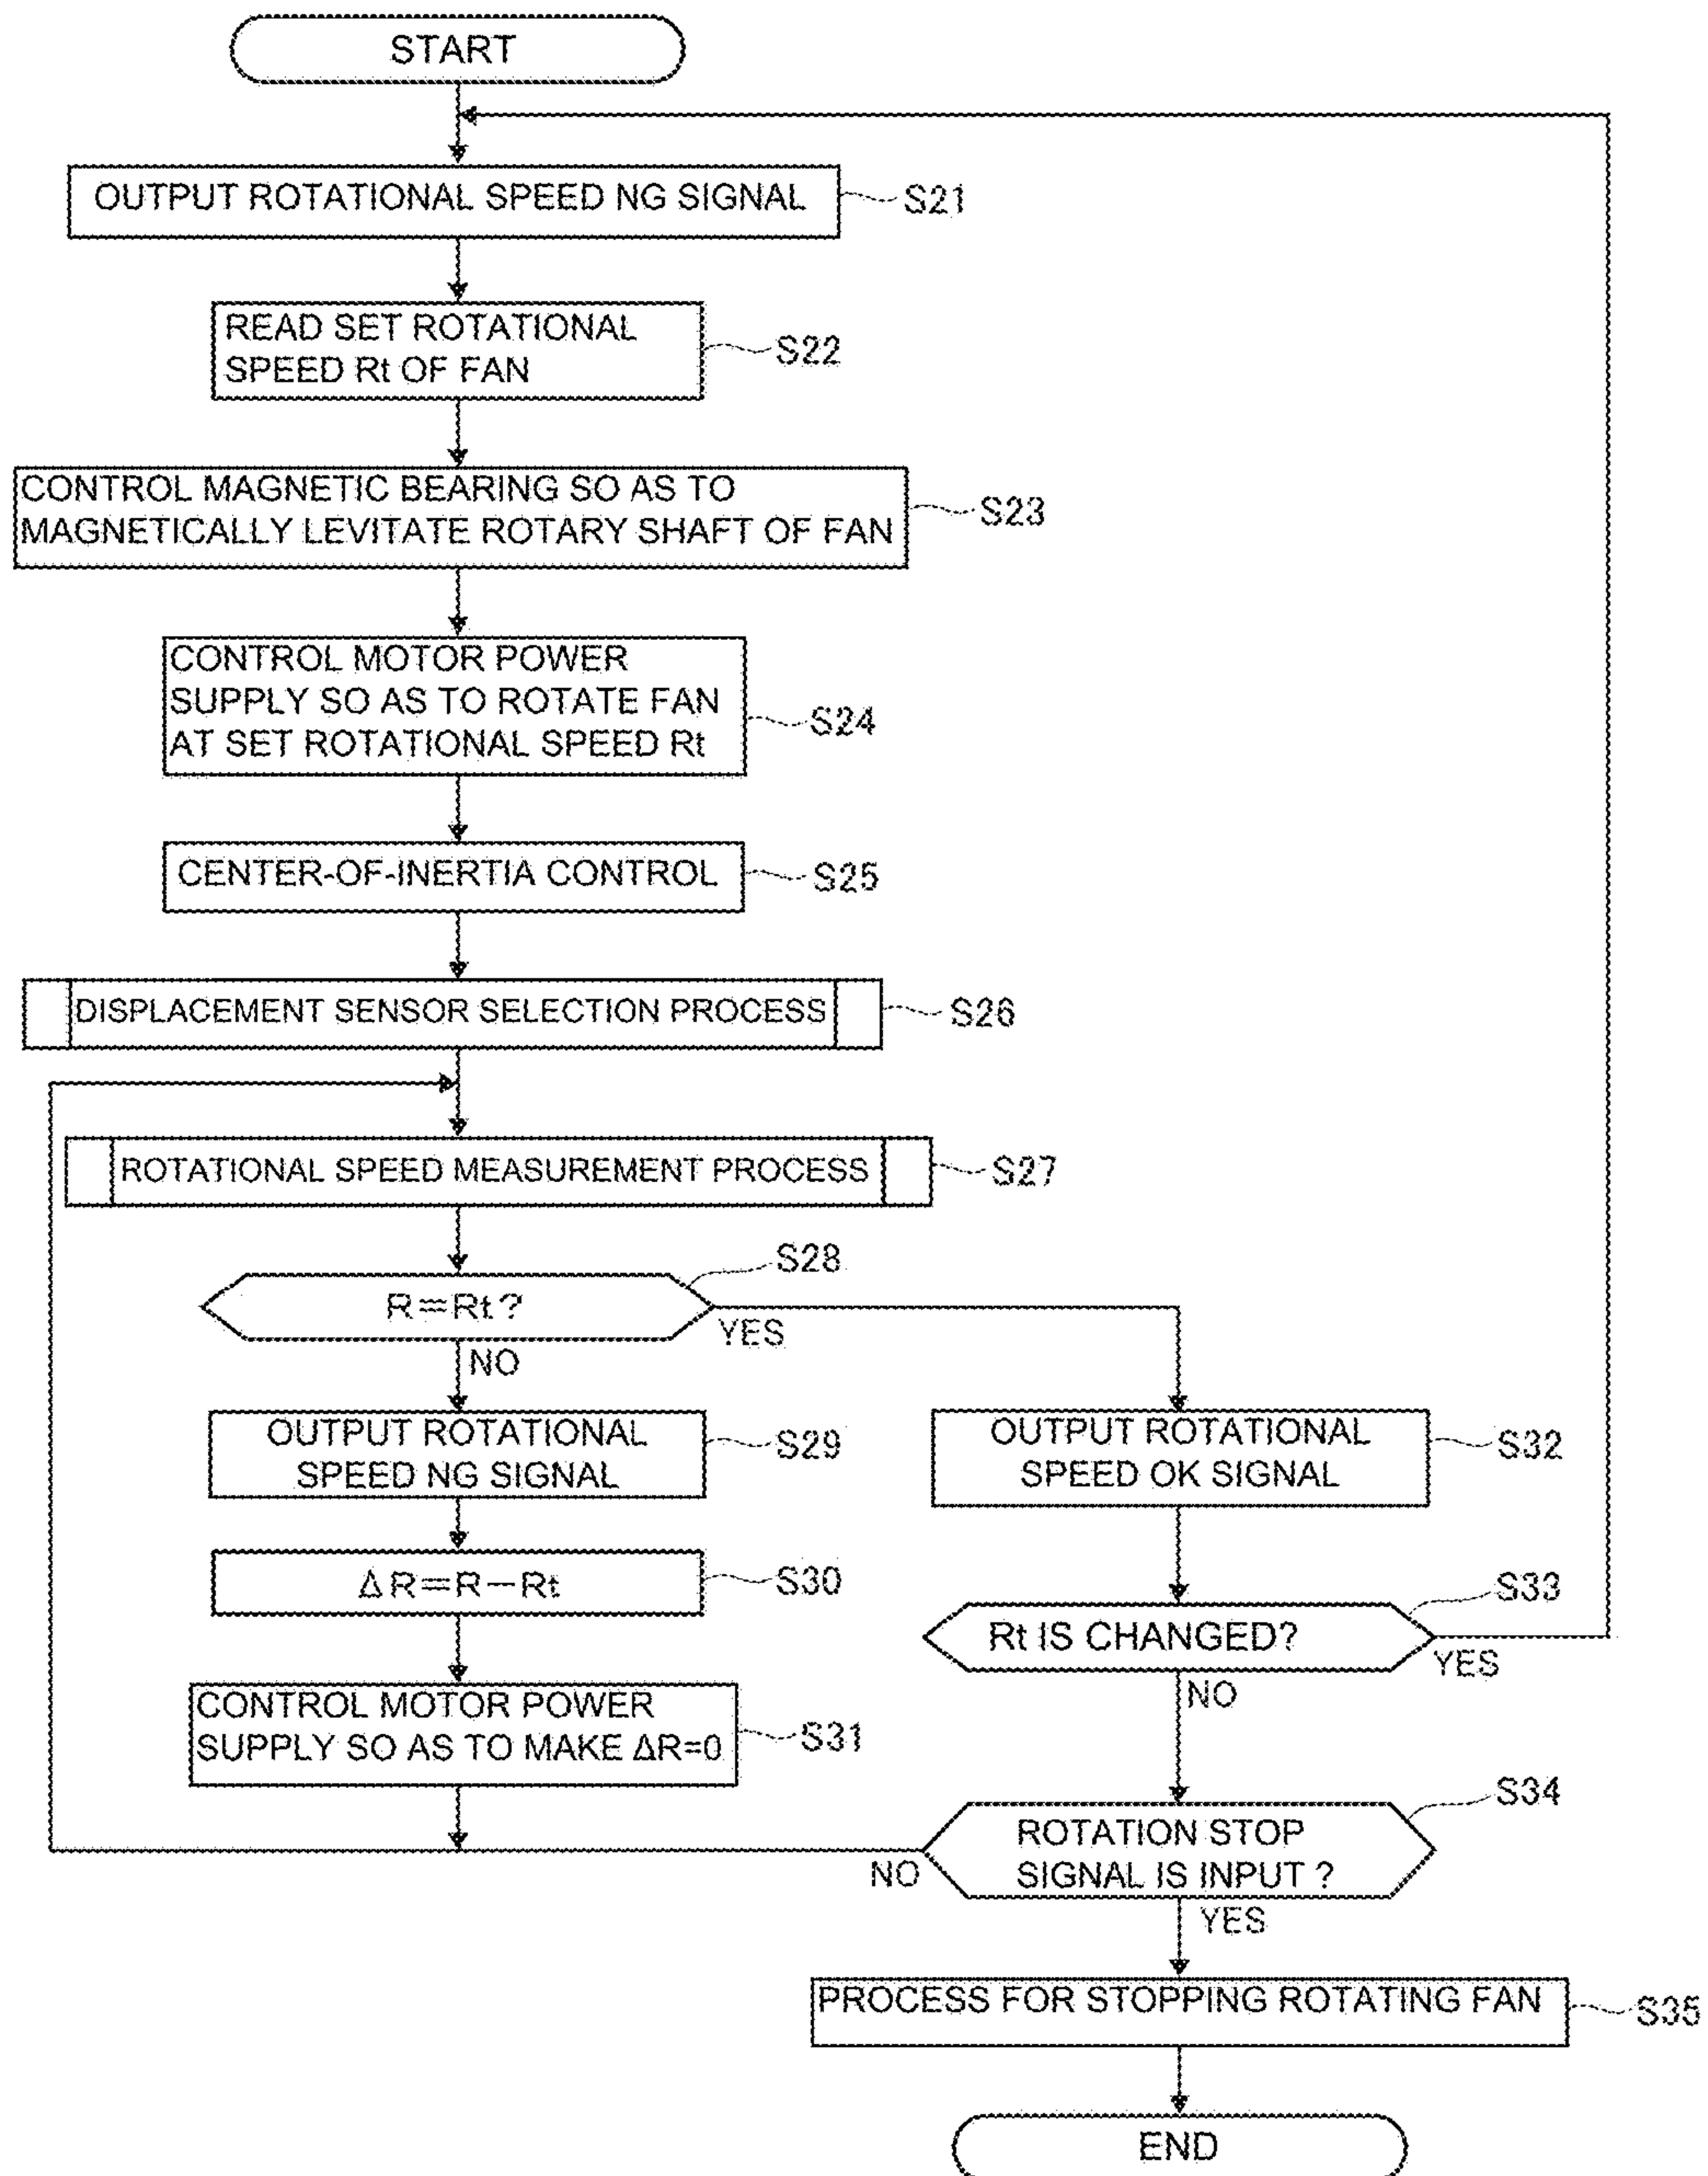 START
OUTPUT ROTATIONAL SPEED NG SIGNAL
S21
READ SET ROTATIONAL
SPEED Rt OF FAN
S22
CONTROL MAGNETIC BEARING SO AS TO
MAGNETICALLY LEVITATE ROTARY SHAFT OF FAN
S23
CONTROL MOTOR POWER
SUPPLY SO AS TO ROTATE FAN
AT SET ROTATIONAL SPEED Rt
S24
CENTER-OF-INERTIA CONTROL
S25
DISPLACEMENT SENSOR SELECTION PROCESS
S26
ROTATIONAL SPEED MEASUREMENT PROCESS
S27
S28
R=Rt?
YES
NO
OUTPUT ROTATIONAL
SPEED NG SIGNAL
S29
ΔR=R-Rt
S30
CONTROL MOTOR POWER
SUPPLY SO AS TO MAKE ΔR=0
S31
OUTPUT ROTATIONAL
SPEED OK SIGNAL
S32
S33
Rt IS CHANGED?
YES
NO
S34
ROTATION STOP
SIGNAL IS INPUT ?
NO
YES
PROCESS FOR STOPPING ROTATING FAN
S35
END